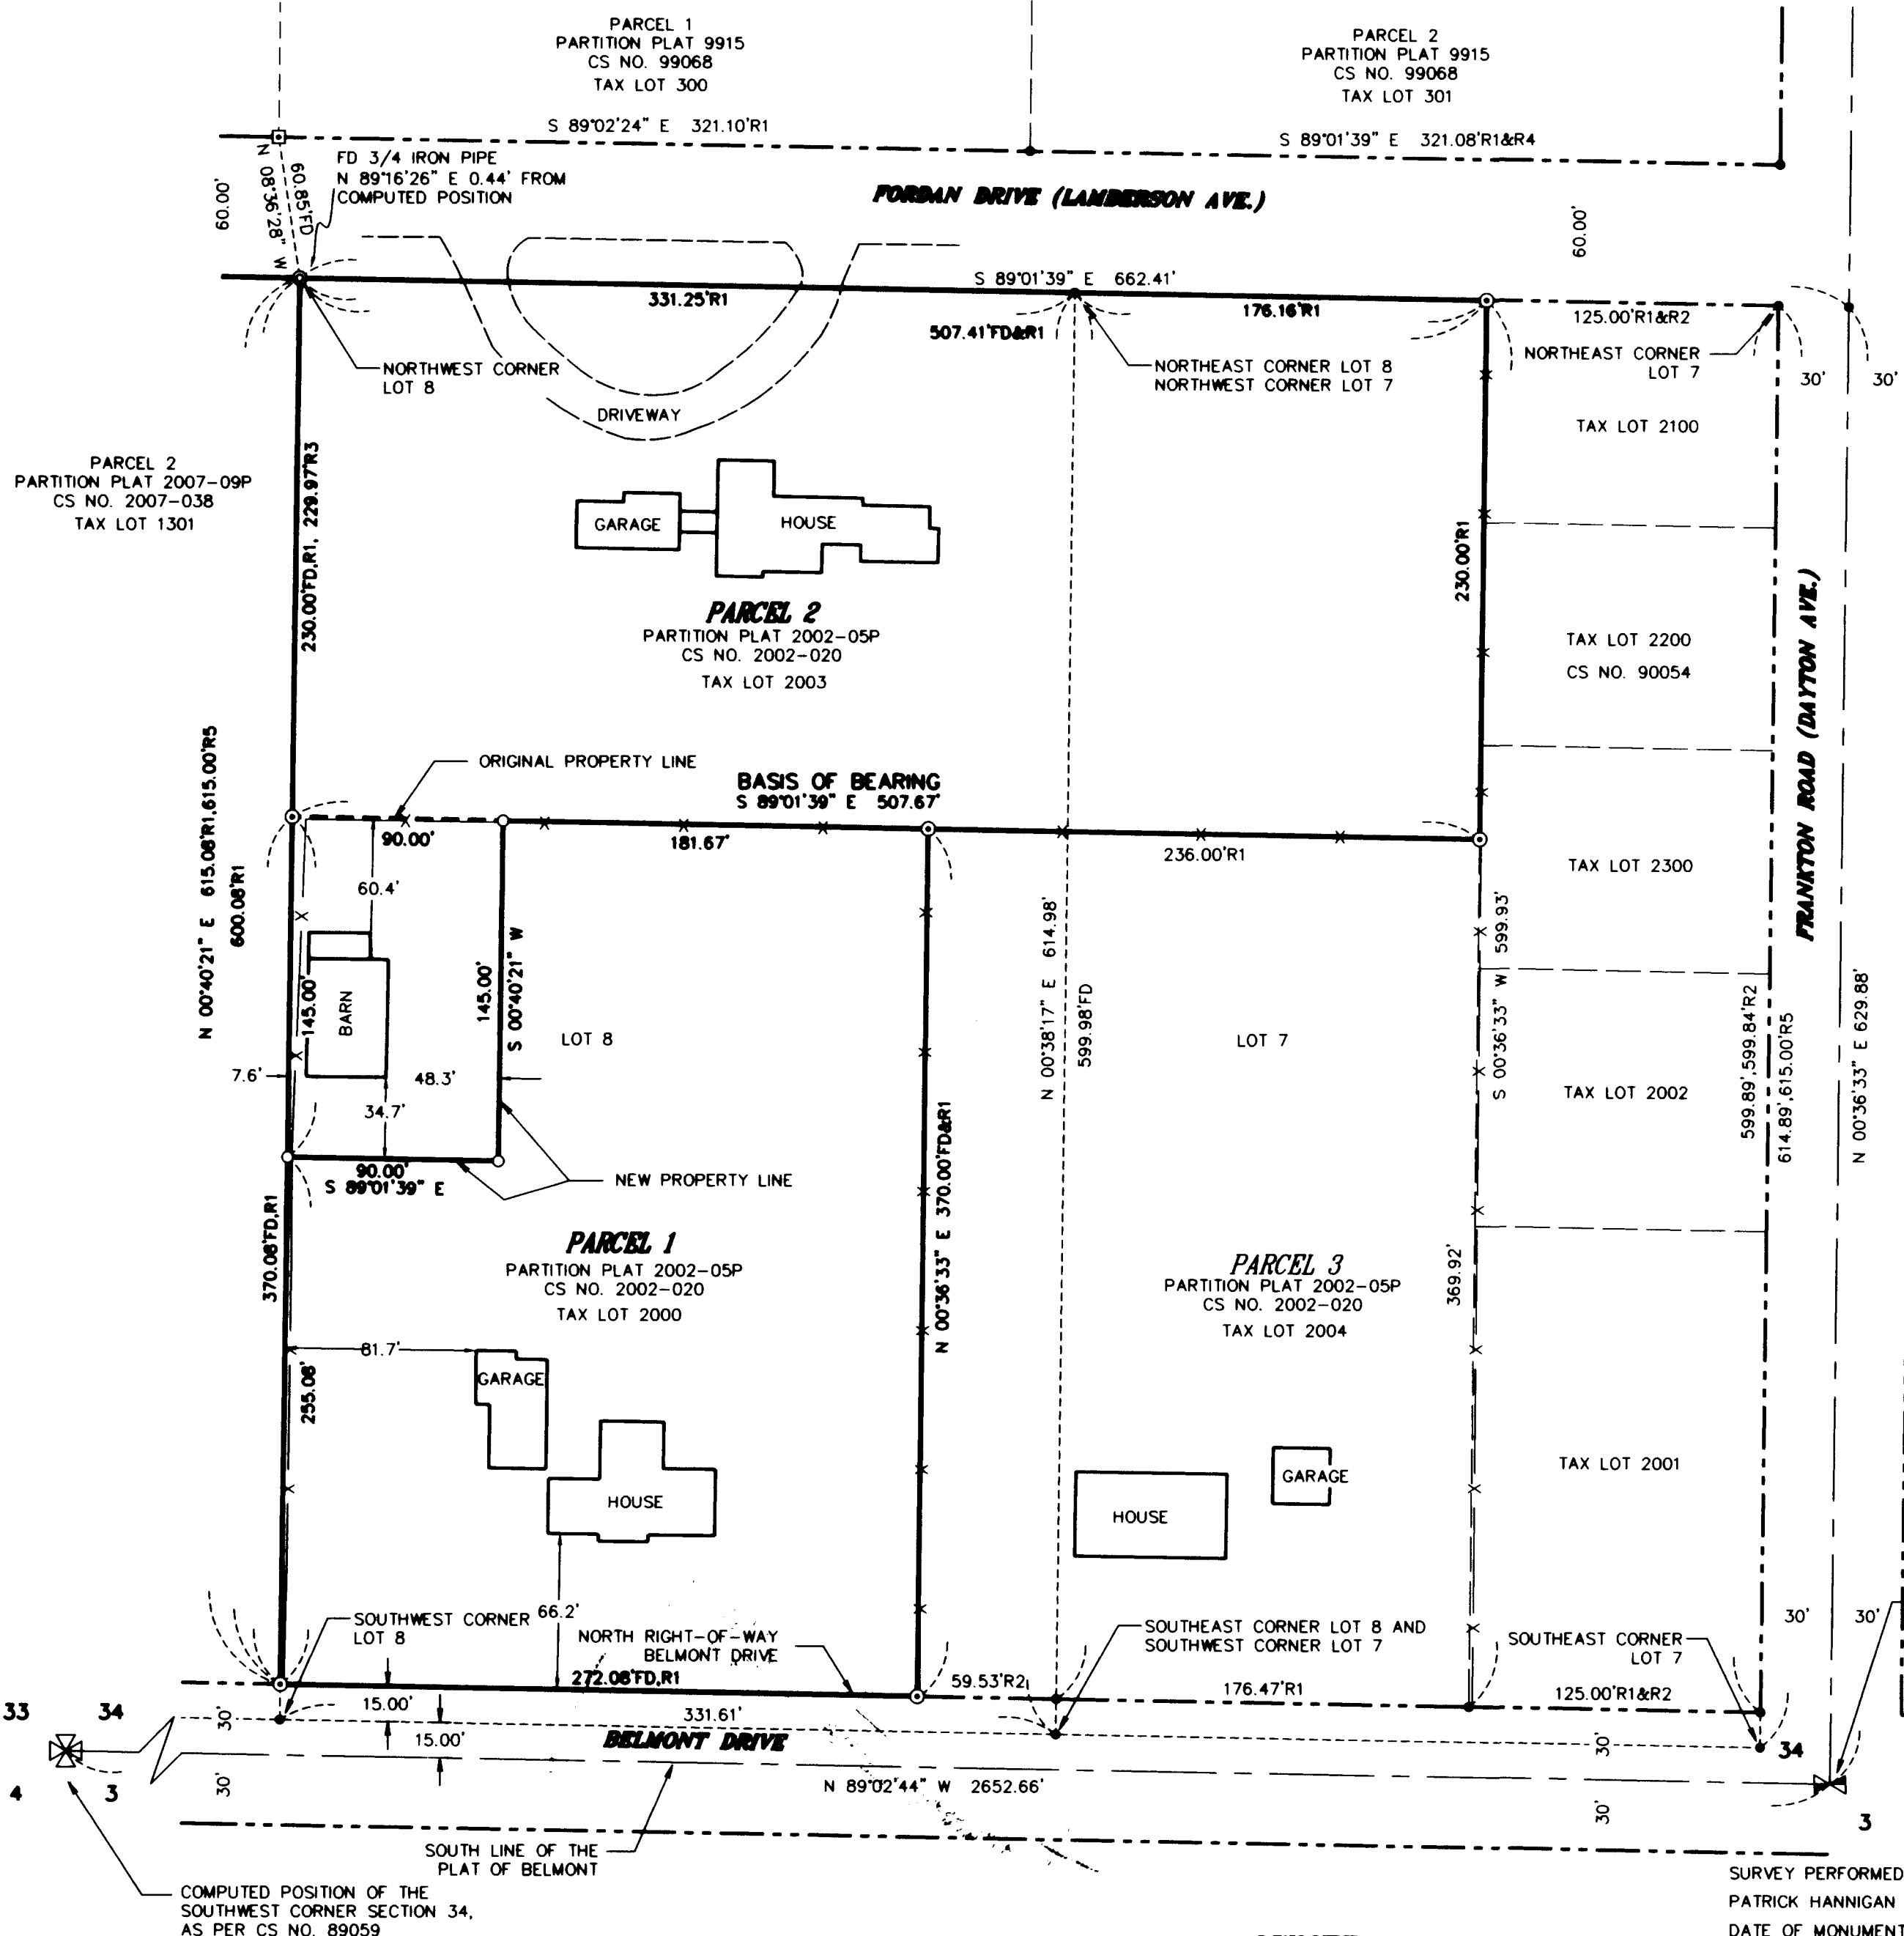 PARCEL 1
PARTITION PLAT 9915
CS NO. 99068
TAX LOT 300
PARCEL 2
PARTITION PLAT 9915
CS NO. 99068
TAX LOT 301
S 89°02'24" E 321.10'R1
S 89°01'39" E 321.08'R1&R4
FD 3/4 IRON PIPE
N 89°16'26" E 0.44' FROM
COMPUTED POSITION
60.85'FD
N 08°36'28" W
60.00'
FORDAN DRIVE (LAMBERSON AVE.)
60.00'
S 89°01'39" E 662.41'
331.25'R1
176.16'R1
125.00'R1&R2
507.41'FD&R1
NORTHWEST CORNER
LOT 8
NORTHEAST CORNER LOT 8
NORTHWEST CORNER LOT 7
NORTHEAST CORNER
LOT 7
30'
30'
DRIVEWAY
TAX LOT 2100
PARCEL 2
PARTITION PLAT 2007-09P
CS NO. 2007-038
TAX LOT 1301
230.00'FD,R1, 229.97'R3
GARAGE
HOUSE
230.00'R1
PARCEL 2
PARTITION PLAT 2002-05P
CS NO. 2002-020
TAX LOT 2003
TAX LOT 2200
CS NO. 90054
FRANKTON ROAD (DAYTON AVE.)
ORIGINAL PROPERTY LINE
BASIS OF BEARING
S 89°01'39" E 507.67'
90.00'
181.67'
236.00'R1
TAX LOT 2300
N 00°40'21" E 615.08'R1,615.00'R5
600.08'R1
60.4'
145.00'
BARN
145.00'
S 00°40'21" W
LOT 8
N 00°38'17" E 614.98'
599.98'FD
LOT 7
S 00°36'33" W 599.93'
599.89',599.84'R2
614.89',615.00'R5
N 00°36'33" E 629.88'
7.6'
48.3'
34.7'
TAX LOT 2002
90.00'
S 89°01'39" E
NEW PROPERTY LINE
370.08'FD,R1
N 00°36'33" E 370.00'FD&R1
PARCEL 1
PARTITION PLAT 2002-05P
CS NO. 2002-020
TAX LOT 2000
PARCEL 3
PARTITION PLAT 2002-05P
CS NO. 2002-020
TAX LOT 2004
369.92'
81.7'
255.08'
GARAGE
HOUSE
GARAGE
HOUSE
TAX LOT 2001
66.2'
SOUTHWEST CORNER
LOT 8
NORTH RIGHT-OF-WAY
BELMONT DRIVE
SOUTHEAST CORNER LOT 8 AND
SOUTHWEST CORNER LOT 7
SOUTHEAST CORNER
LOT 7
30'
30'
272.08'FD,R1
59.53'R2
176.47'R1
125.00'R1&R2
33
34
30'
15.00'
331.61'
15.00'
BELMONT DRIVE
30'
34
4
3
30'
N 89°02'44" W 2652.66'
30'
3
SOUTH LINE OF THE
PLAT OF BELMONT
COMPUTED POSITION OF THE
SOUTHWEST CORNER SECTION 34,
AS PER CS NO. 89059
SURVEY PERFORMED
PATRICK HANNIGAN
DATE OF MONUMENT